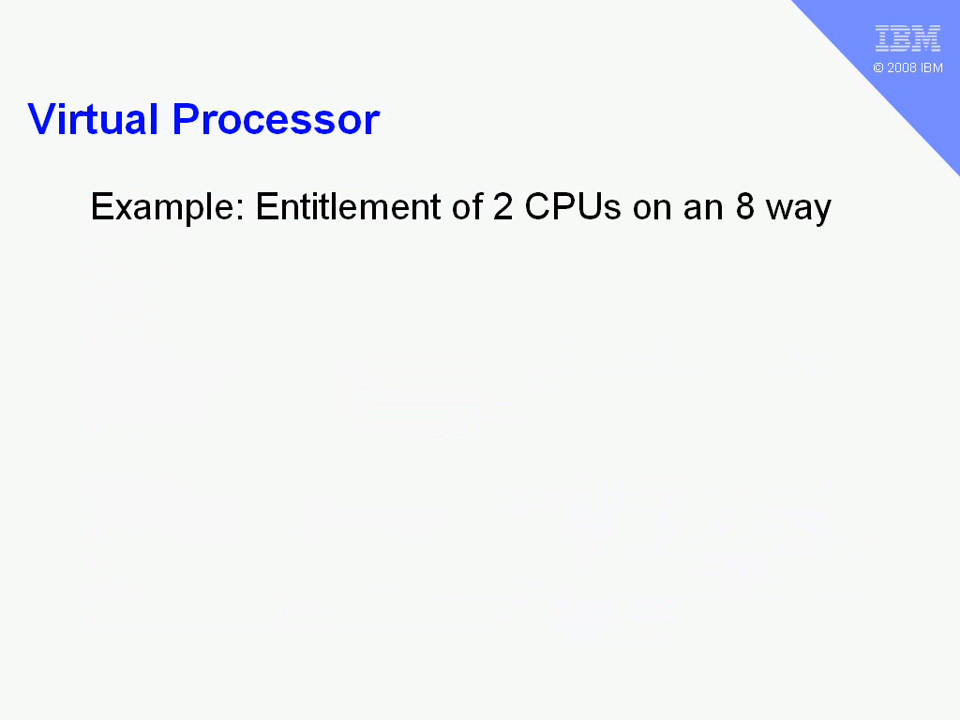 IBM
© 2008 IBM
Virtual Processor
Example: Entitlement of 2 CPUs on an 8 way